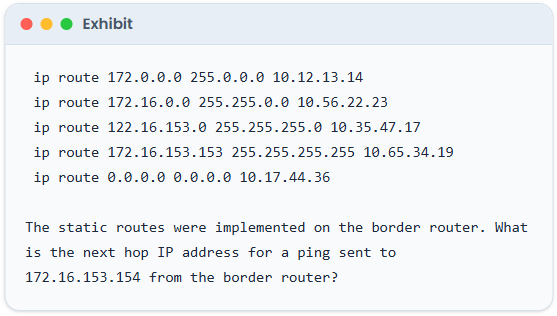 Exhibit
ip route 172.0.0.0 255.0.0.0 10.12.13.14
ip route 172.16.0.0 255.255.0.0 10.56.22.23
ip route 122.16.153.0 255.255.255.0 10.35.47.17
ip route 172.16.153.153 255.255.255.255 10.65.34.19
ip route 0.0.0.0 0.0.0.0 10.17.44.36
The static routes were implemented on the border router. What
is the next hop IP address for a ping sent to
172.16.153.154 from the border router?